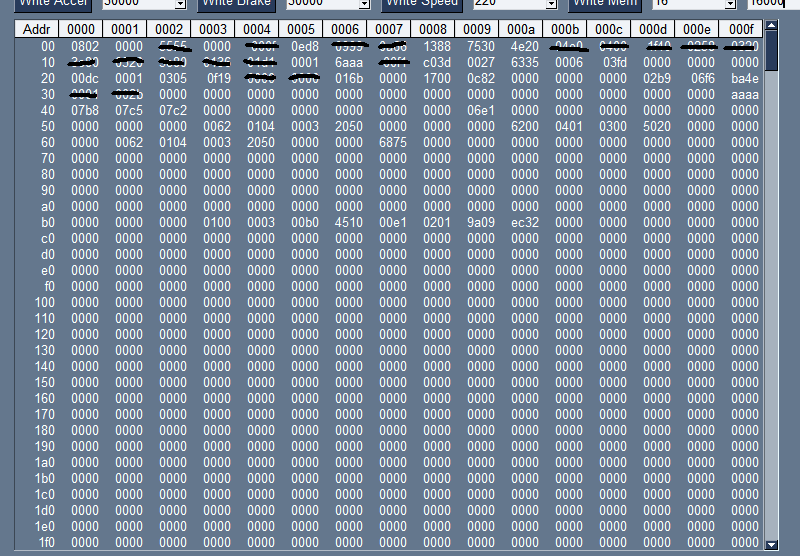 Write Accel Write Brake Write Speed 220 Write Mem 16 16000
Addr 0000 0001 0002 0003 0004 0005 0006 0007 0008 0009 000a 000b 000c 000d 000e 000f
00 0802 0000 0000 0ed8 1388 7530 4e20
10 0001 6aaa c03d 0027 6335 0006 03fd 0000 0000 0000
20 00dc 0001 0305 0f19 016b 0000 1700 0c82 0000 0000 0000 02b9 06f6 ba4e
30 0000 0000 0000 0000 0000 0000 0000 0000 0000 0000 0000 0000 0000 aaaa
40 07b8 07c5 07c2 0000 0000 0000 0000 0000 0000 06e1 0000 0000 0000 0000 0000 0000
50 0000 0000 0000 0062 0104 0003 2050 0000 0000 0000 6200 0401 0300 5020 0000 0000
60 0000 0062 0104 0003 2050 0000 0000 6875 0000 0000 0000 0000 0000 0000 0000 0000
70 0000 0000 0000 0000 0000 0000 0000 0000 0000 0000 0000 0000 0000 0000 0000 0000
80 0000 0000 0000 0000 0000 0000 0000 0000 0000 0000 0000 0000 0000 0000 0000 0000
90 0000 0000 0000 0000 0000 0000 0000 0000 0000 0000 0000 0000 0000 0000 0000 0000
a0 0000 0000 0000 0000 0000 0000 0000 0000 0000 0000 0000 0000 0000 0000 0000 0000
b0 0000 0000 0000 0100 0003 00b0 4510 00e1 0201 9a09 ec32 0000 0000 0000 0000 0000
c0 0000 0000 0000 0000 0000 0000 0000 0000 0000 0000 0000 0000 0000 0000 0000 0000
d0 0000 0000 0000 0000 0000 0000 0000 0000 0000 0000 0000 0000 0000 0000 0000 0000
e0 0000 0000 0000 0000 0000 0000 0000 0000 0000 0000 0000 0000 0000 0000 0000 0000
f0 0000 0000 0000 0000 0000 0000 0000 0000 0000 0000 0000 0000 0000 0000 0000 0000
100 0000 0000 0000 0000 0000 0000 0000 0000 0000 0000 0000 0000 0000 0000 0000 0000
110 0000 0000 0000 0000 0000 0000 0000 0000 0000 0000 0000 0000 0000 0000 0000 0000
120 0000 0000 0000 0000 0000 0000 0000 0000 0000 0000 0000 0000 0000 0000 0000 0000
130 0000 0000 0000 0000 0000 0000 0000 0000 0000 0000 0000 0000 0000 0000 0000 0000
140 0000 0000 0000 0000 0000 0000 0000 0000 0000 0000 0000 0000 0000 0000 0000 0000
150 0000 0000 0000 0000 0000 0000 0000 0000 0000 0000 0000 0000 0000 0000 0000 0000
160 0000 0000 0000 0000 0000 0000 0000 0000 0000 0000 0000 0000 0000 0000 0000 0000
170 0000 0000 0000 0000 0000 0000 0000 0000 0000 0000 0000 0000 0000 0000 0000 0000
180 0000 0000 0000 0000 0000 0000 0000 0000 0000 0000 0000 0000 0000 0000 0000 0000
190 0000 0000 0000 0000 0000 0000 0000 0000 0000 0000 0000 0000 0000 0000 0000 0000
1a0 0000 0000 0000 0000 0000 0000 0000 0000 0000 0000 0000 0000 0000 0000 0000 0000
1b0 0000 0000 0000 0000 0000 0000 0000 0000 0000 0000 0000 0000 0000 0000 0000 0000
1c0 0000 0000 0000 0000 0000 0000 0000 0000 0000 0000 0000 0000 0000 0000 0000 0000
1d0 0000 0000 0000 0000 0000 0000 0000 0000 0000 0000 0000 0000 0000 0000 0000 0000
1e0 0000 0000 0000 0000 0000 0000 0000 0000 0000 0000 0000 0000 0000 0000 0000 0000
1f0 0000 0000 0000 0000 0000 0000 0000 0000 0000 0000 0000 0000 0000 0000 0000 0000